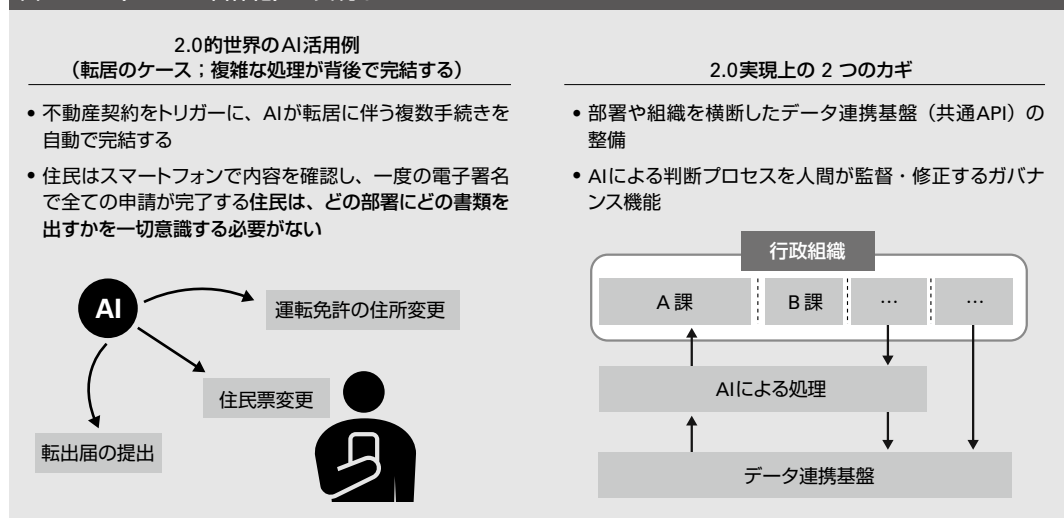 2.0的世界のAI活用例
（転居のケース；複雑な処理が背後で完結する）
• 不動産契約をトリガーに、AIが転居に伴う複数手続きを
自動で完結する
• 住民はスマートフォンで内容を確認し、一度の電子署名
で全ての申請が完了する住民は、どの部署にどの書類を
出すかを一切意識する必要がない
AI
運転免許の住所変更
住民票変更
転出届の提出
2.0実現上の 2 つのカギ
• 部署や組織を横断したデータ連携基盤（共通API）の
整備
• AIによる判断プロセスを人間が監督・修正するガバナ
ンス機能
行政組織
A 課
B 課
…
…
AIによる処理
データ連携基盤